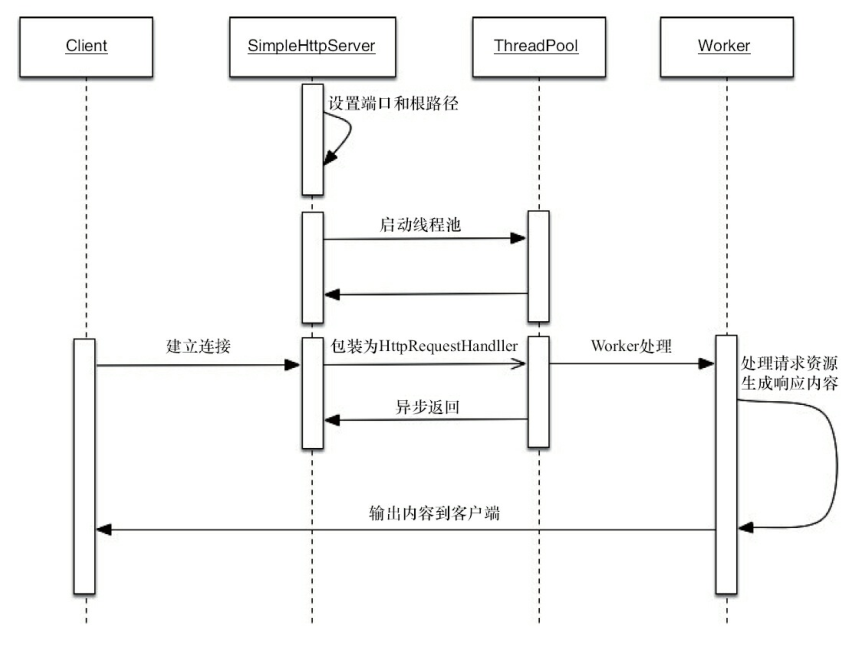 Client
SimpleHttpServer
ThreadPool
Worker
设置端口和根路径
启动线程池
建立连接
包装为HttpRequestHandller
Worker处理
处理请求资源
生成响应内容
异步返回
输出内容到客户端